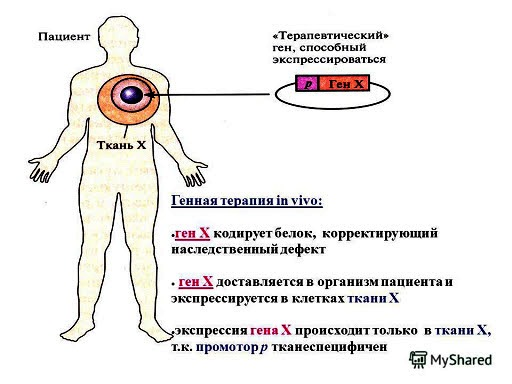 Пациент
«Терапевтический»
ген, способный
экспрессироваться
p Ген X
Ткань X
Генная терапия in vivo:
•ген X кодирует белок, корректирующий
наследственный дефект
• ген X доставляется в организм пациента и
экспрессируется в клетках ткани X
•экспрессия гена X происходит только в ткани X,
т.к. промотор p тканеспецифичен
MyShared